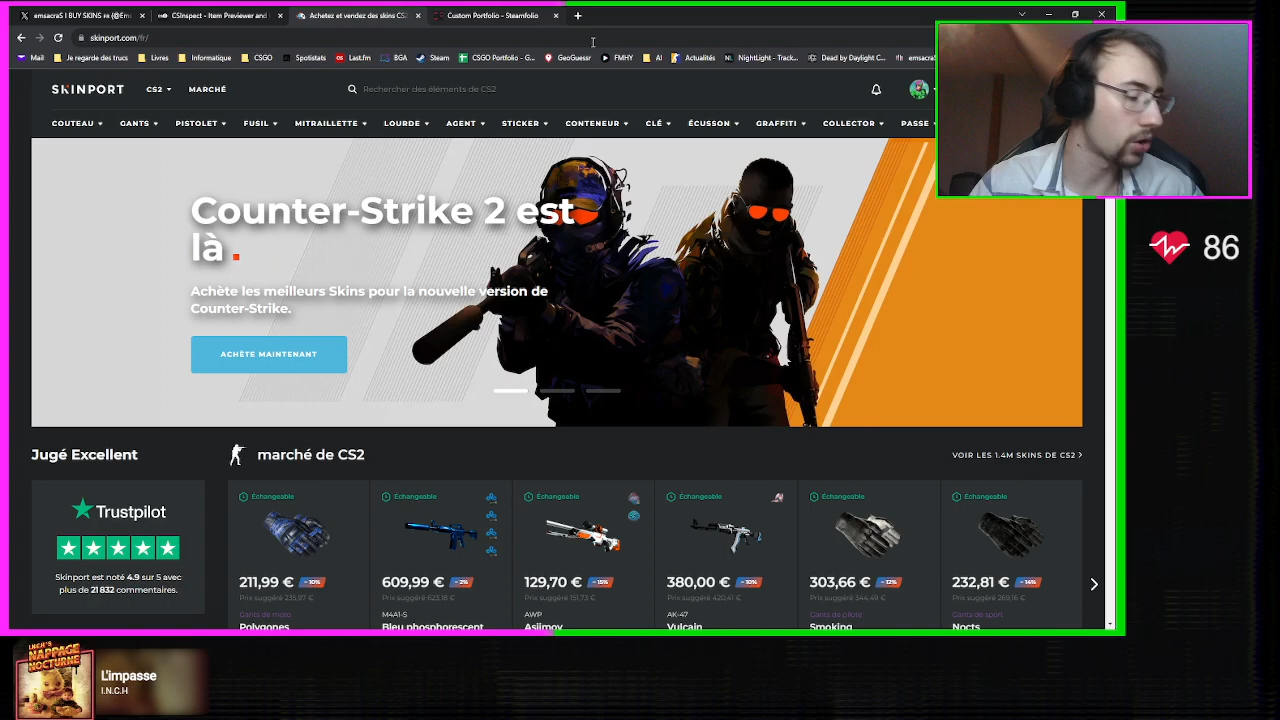 emsacraS I BUY SKINS FR (@Em
CSInspect - Item Previewer and
Achetez et vendez des skins CS
Custom Portfolio - Steamfolio
skinport.com/fr/
Mail
Je regarde des trucs
Livres
Informatique
CSGO
Spotistats
Last.fm
BGA
Steam
CSGO Portfolio - G...
GeoGuessr
FMHY
AI
Actualités
NightLight - Track...
Dead by Daylight C...
emsacraS
SKINPORT
CS2
MARCHÉ
Rechercher des éléments de CS2
COUTEAU
GANTS
PISTOLET
FUSIL
MITRAILLETTE
LOURDE
AGENT
STICKER
CONTENEUR
CLÉ
ÉCUSSON
GRAFFITI
COLLECTOR
PASSE
Counter-Strike 2 est
là.
Achète les meilleurs Skins pour la nouvelle version de
Counter-Strike.
ACHÈTE MAINTENANT
86
Jugé Excellent
marché de CS2
VOIR LES 1.4M SKINS DE CS2
Trustpilot
Skinport est noté 4.9 sur 5 avec
plus de 21 832 commentaires.
Échangeable
211,99 € - 10%
Prix suggéré 235,97 €
Gants de moto
Polygones
Échangeable
609,99 € - 2%
Prix suggéré 623,18 €
M4A1-S
Bleu phosphorescent
Échangeable
129,70 € - 15%
Prix suggéré 151,73 €
AWP
Asiimov
Échangeable
380,00 € - 10%
Prix suggéré 420,41 €
AK-47
Vulcain
Échangeable
303,66 € - 12%
Prix suggéré 344,49 €
Gants de pilote
Smoking
Échangeable
232,81 € - 14%
Prix suggéré 269,16 €
Gants de sport
Nocts
I.N.C.H'S
NAPPAGE
NOCTURNE
L'impasse
I.N.C.H